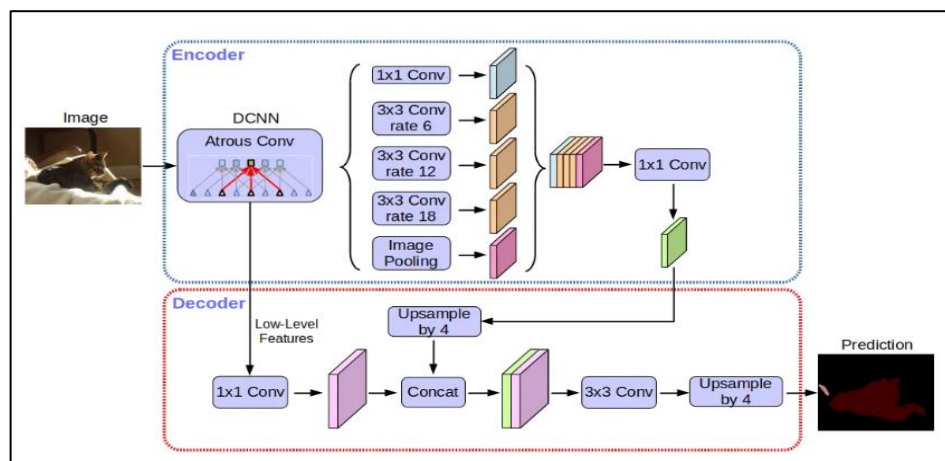 Encoder
Image
DCNN
Atrous Conv
1x1 Conv
3x3 Conv
rate 6
3x3 Conv
rate 12
3x3 Conv
rate 18
Image
Pooling
1x1 Conv
Decoder
Low-Level
Features
Upsample
by 4
1x1 Conv
Concat
3x3 Conv
Upsample
by 4
Prediction